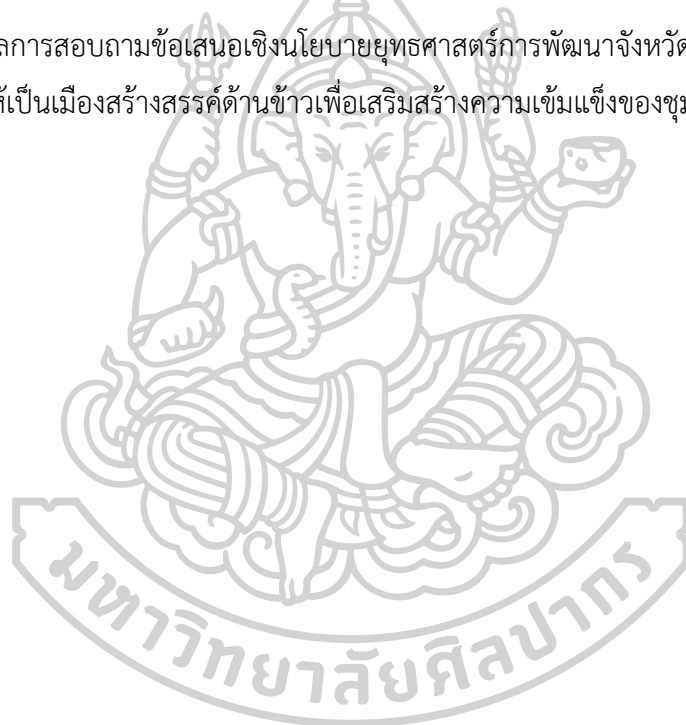 ลการสอบถามข้อเสนอเชิงนโยบายยุทธศาสตร์การพัฒนาจังหวัด
ห้เป็นเมืองสร้างสรรค์ด้านข้าวเพื่อเสริมสร้างความเข้มแข็งของชุม
มหาวิทยาลัยศิลปากร